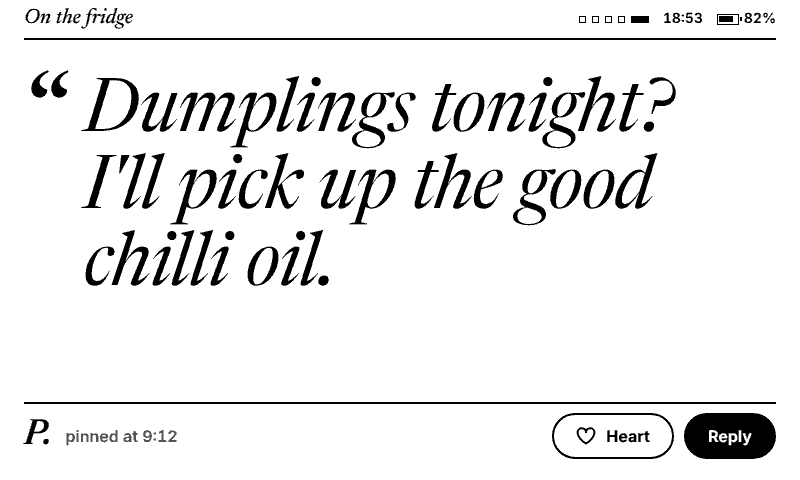 On the fridge
18:53
82%
“ Dumplings tonight?
I'll pick up the good
chilli oil.
P. pinned at 9:12
Heart
Reply